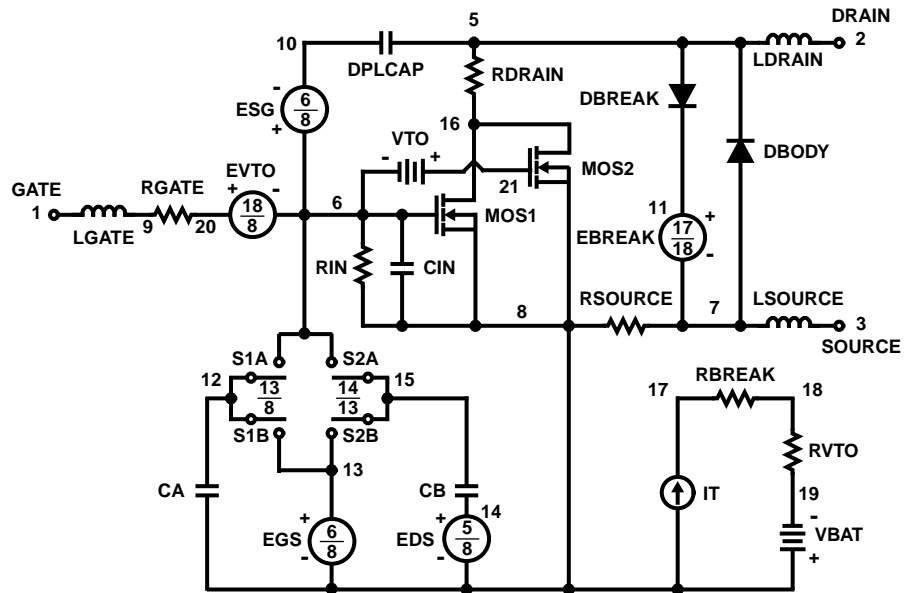 DRAIN
2
5
10
LDRAIN
DPLCAP
RDRAIN
DBREAK
- 6
ESG 8
+
16
VTO
- +
DBODY
EVTO
+ 18 -
8
RGATE
GATE
1
LGATE
9
20
6
21
MOS2
MOS1
11
+
EBREAK 17
18
-
RIN
CIN
8
RSOURCE
7
LSOURCE
3
SOURCE
S1A
S2A
12
13
8
14
13
15
S1B
S2B
13
17
RBREAK
18
RVTO
19
IT
-
VBAT
+
CA
CB
14
+
EGS 6
8
-
+
EDS 5
8
-